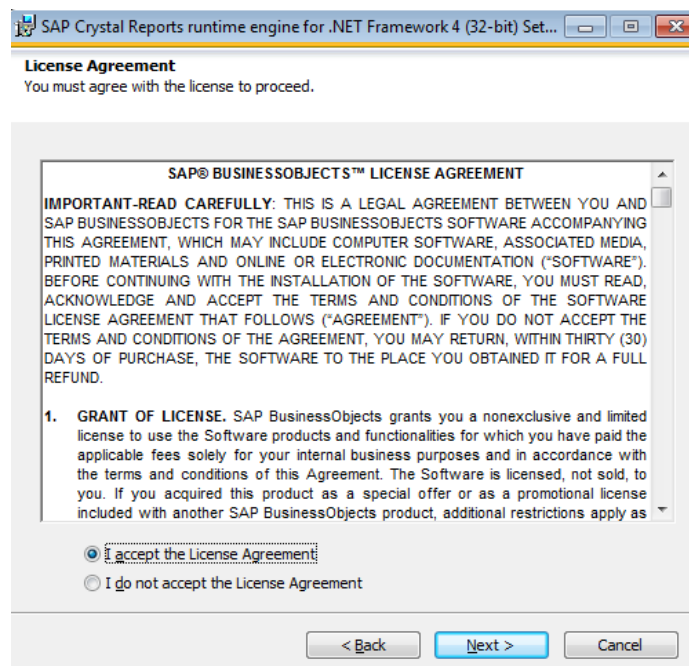 SAP Crystal Reports runtime engine for .NET Framework 4 (32-bit) Set...
License Agreement
You must agree with the license to proceed.
SAP® BUSINESSOBJECTS™ LICENSE AGREEMENT
IMPORTANT-READ CAREFULLY: THIS IS A LEGAL AGREEMENT BETWEEN YOU AND
SAP BUSINESSOBJECTS FOR THE SAP BUSINESSOBJECTS SOFTWARE ACCOMPANYING
THIS AGREEMENT, WHICH MAY INCLUDE COMPUTER SOFTWARE, ASSOCIATED MEDIA,
PRINTED MATERIALS AND ONLINE OR ELECTRONIC DOCUMENTATION (“SOFTWARE”).
BEFORE CONTINUING WITH THE INSTALLATION OF THE SOFTWARE, YOU MUST READ,
ACKNOWLEDGE AND ACCEPT THE TERMS AND CONDITIONS OF THE SOFTWARE
LICENSE AGREEMENT THAT FOLLOWS (“AGREEMENT”). IF YOU DO NOT ACCEPT THE
TERMS AND CONDITIONS OF THE AGREEMENT, YOU MAY RETURN, WITHIN THIRTY (30)
DAYS OF PURCHASE, THE SOFTWARE TO THE PLACE YOU OBTAINED IT FOR A FULL
REFUND.
1. GRANT OF LICENSE. SAP BusinessObjects grants you a nonexclusive and limited
license to use the Software products and functionalities for which you have paid the
applicable fees solely for your internal business purposes and in accordance with
the terms and conditions of this Agreement. The Software is licensed, not sold, to
you. If you acquired this product as a special offer or as a promotional license
included with another SAP BusinessObjects product, additional restrictions apply as
I accept the License Agreement
I do not accept the License Agreement
< Back
Next >
Cancel